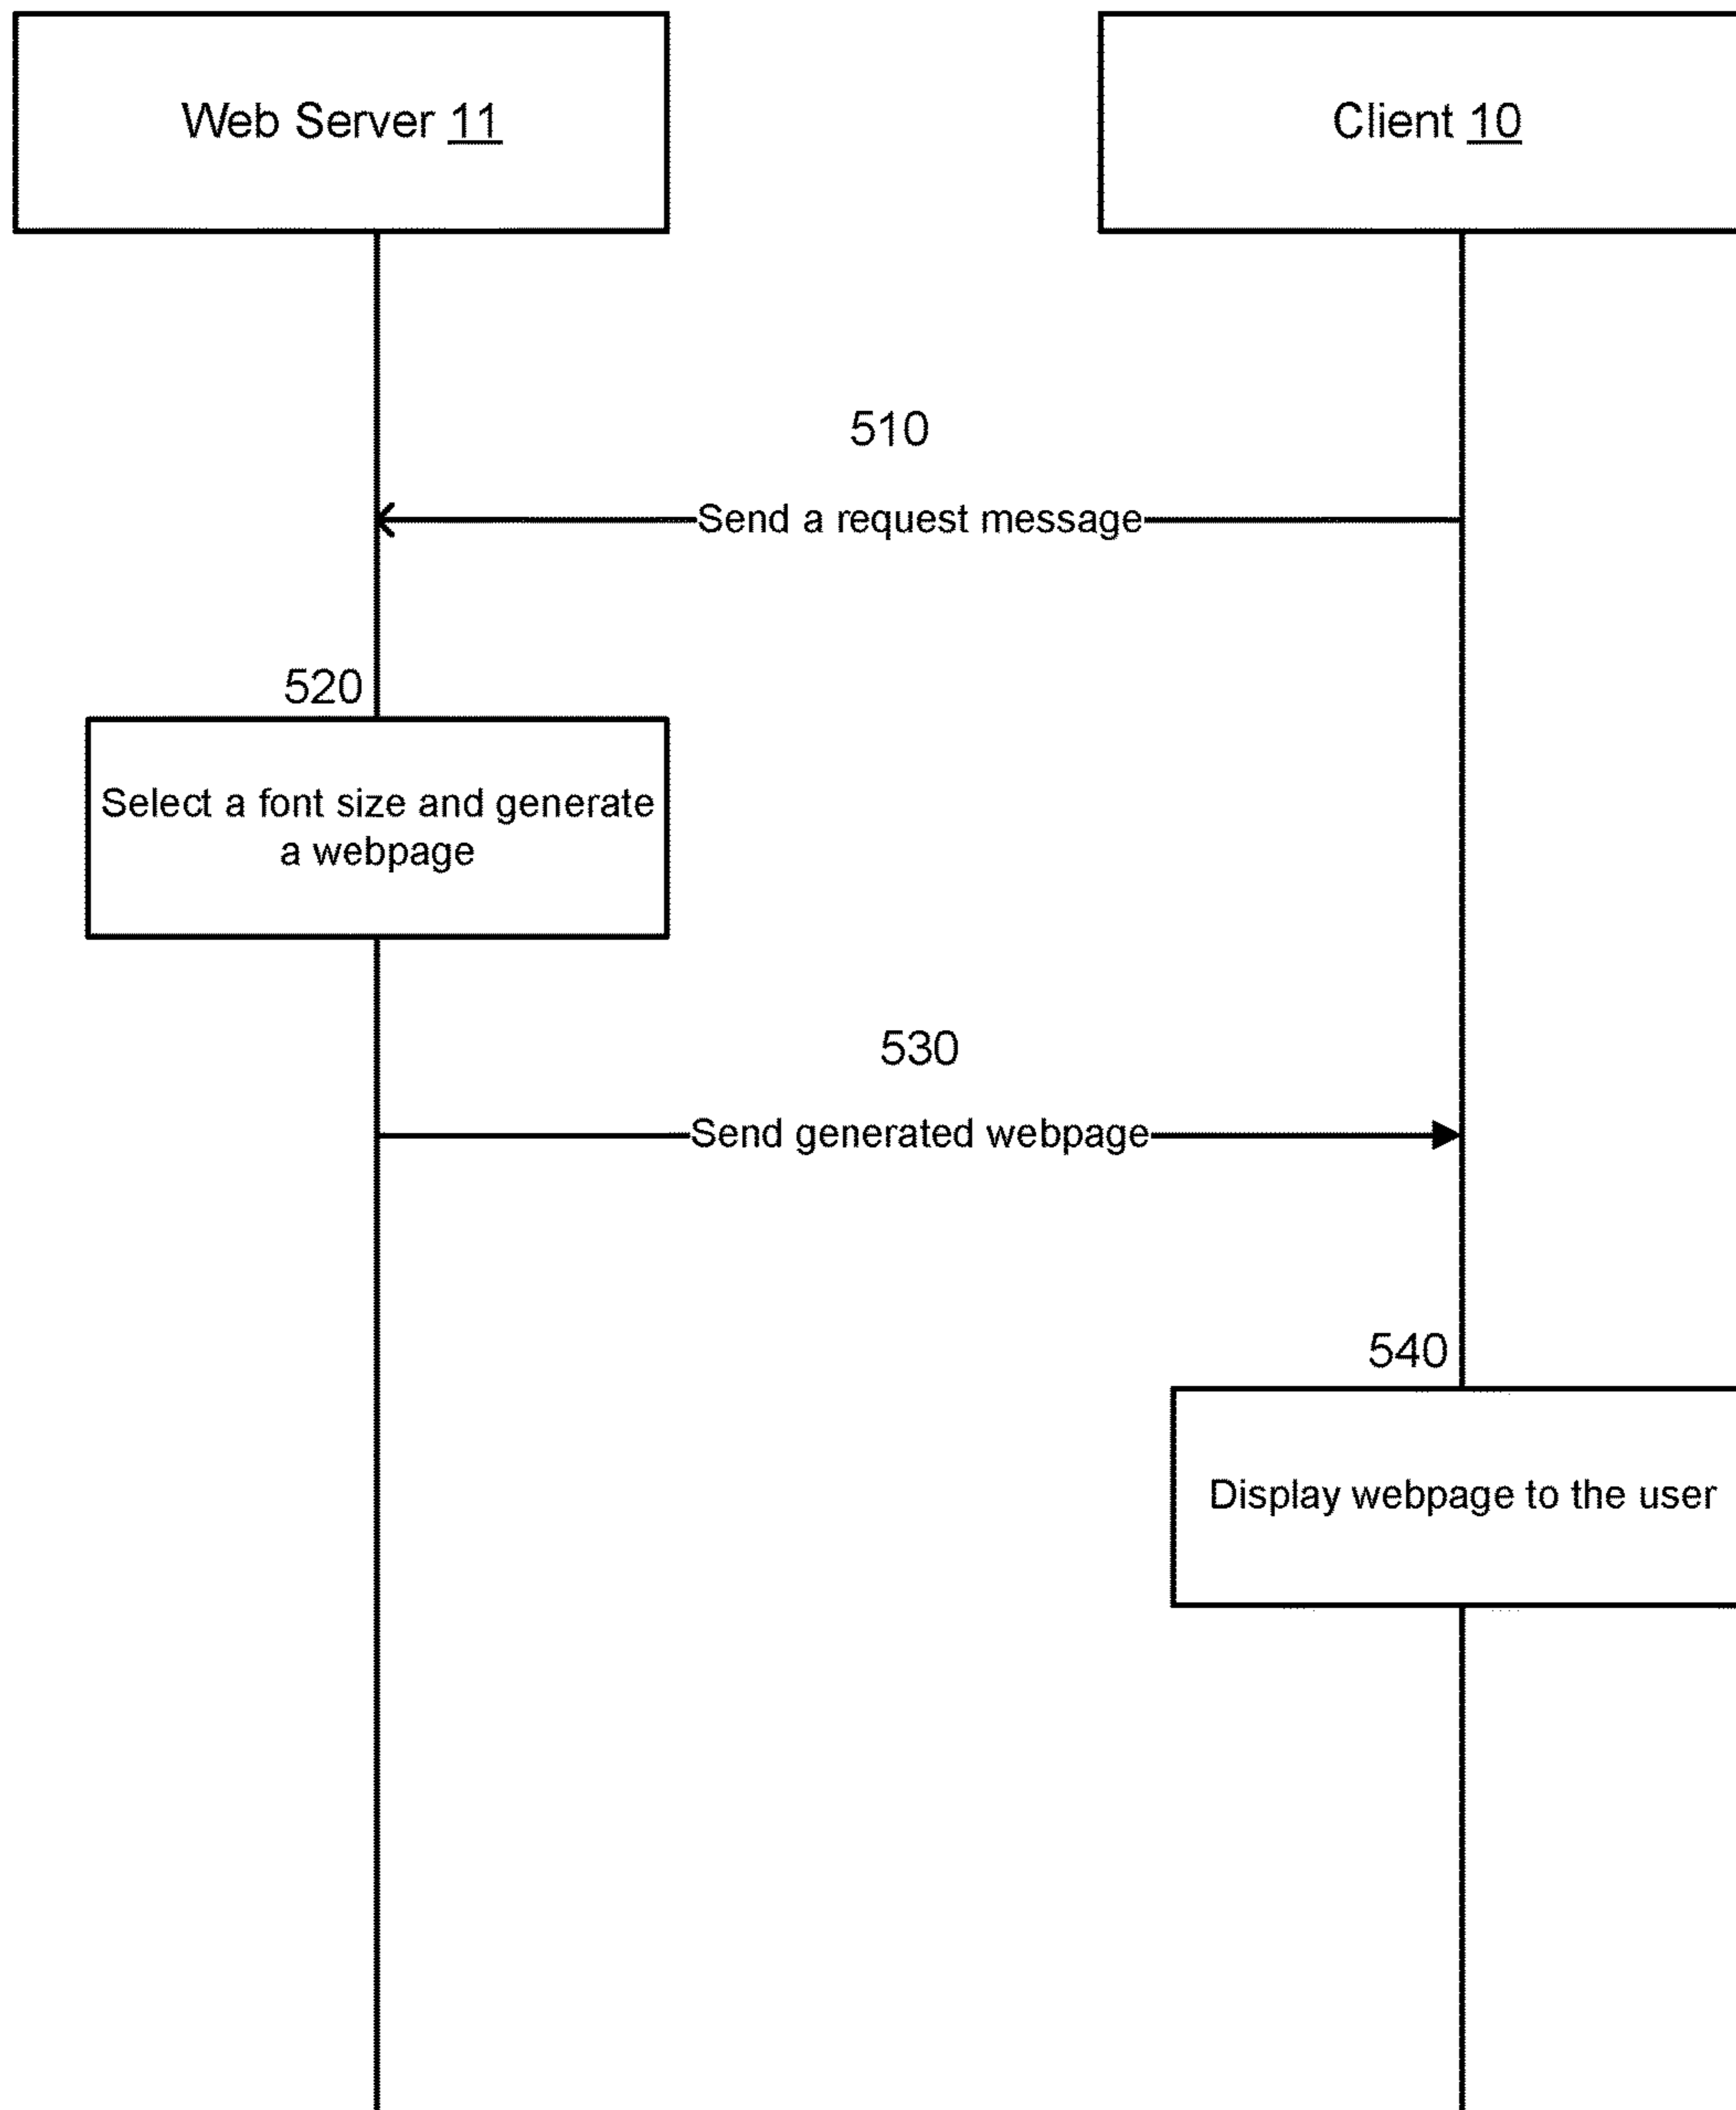 Web Server 11
Client 10
510
Send a request message
520
Select a font size and generate
a webpage
530
Send generated webpage
540
Display webpage to the user